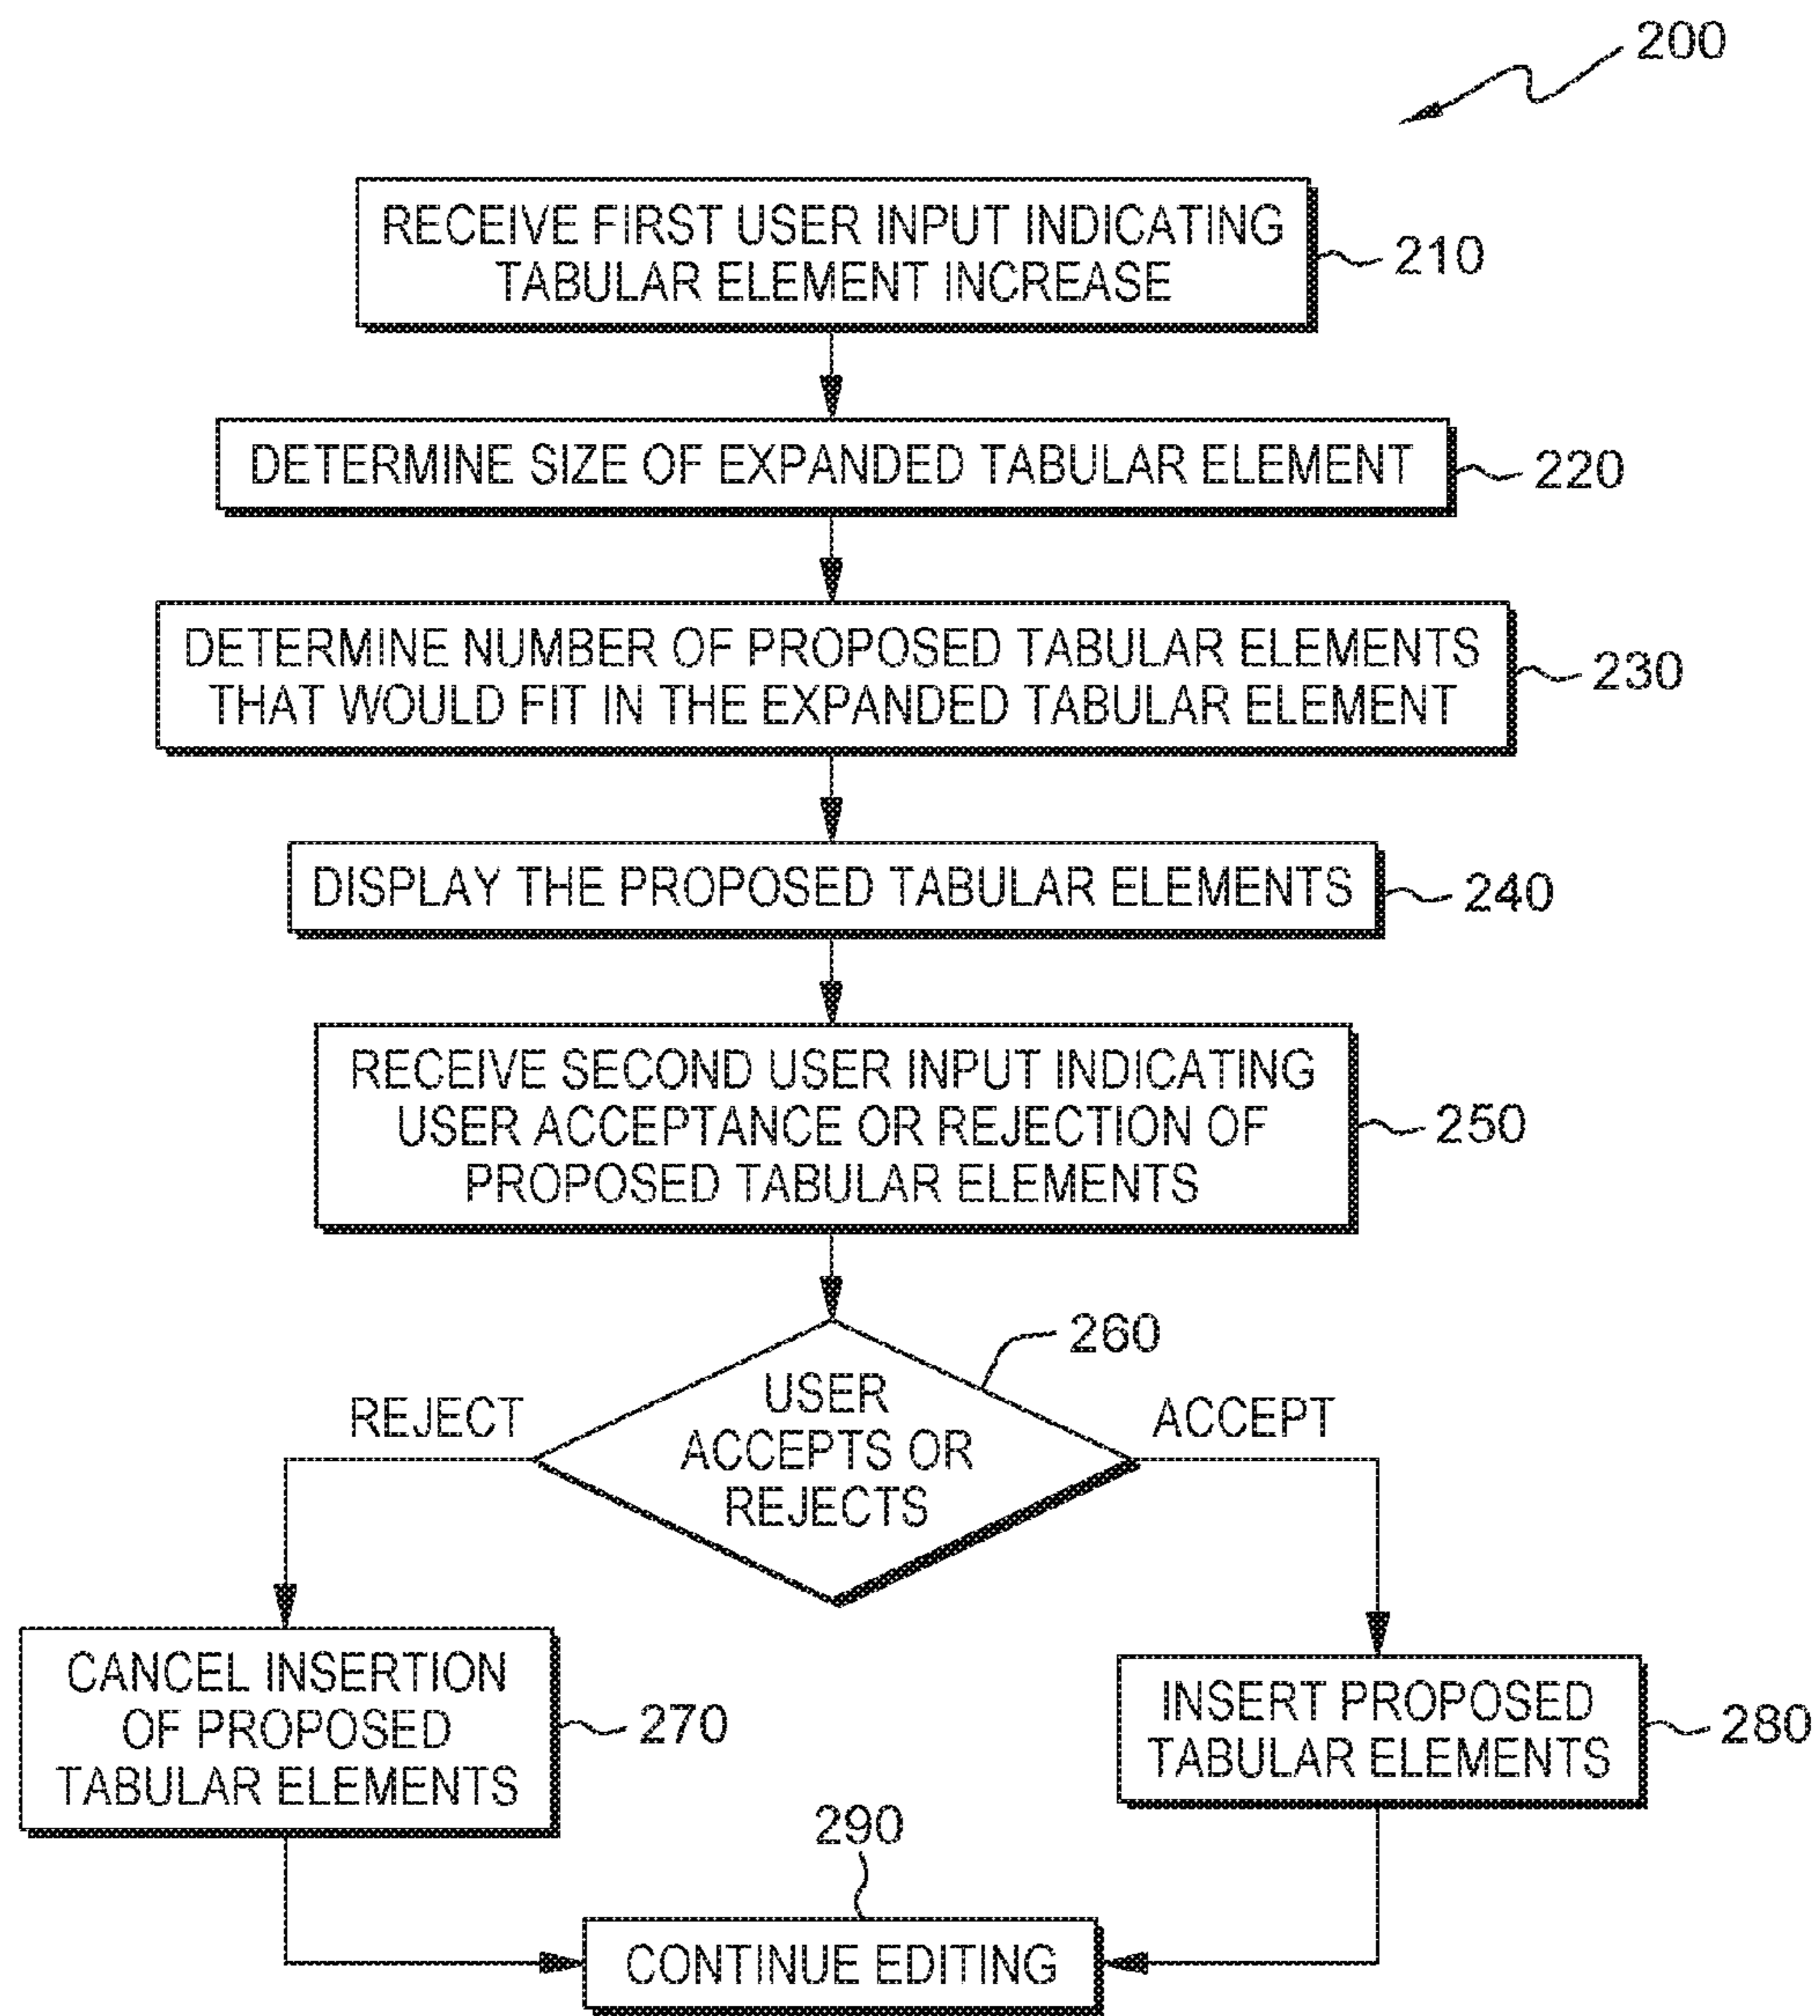 200
RECEIVE FIRST USER INPUT INDICATING
TABULAR ELEMENT INCREASE
210
DETERMINE SIZE OF EXPANDED TABULAR ELEMENT
220
DETERMINE NUMBER OF PROPOSED TABULAR ELEMENTS
THAT WOULD FIT IN THE EXPANDED TABULAR ELEMENT
230
DISPLAY THE PROPOSED TABULAR ELEMENTS
240
RECEIVE SECOND USER INPUT INDICATING
USER ACCEPTANCE OR REJECTION OF
PROPOSED TABULAR ELEMENTS
250
260
USER
ACCEPTS OR
REJECTS
REJECT
ACCEPT
CANCEL INSERTION
OF PROPOSED
TABULAR ELEMENTS
270
INSERT PROPOSED
TABULAR ELEMENTS
280
290
CONTINUE EDITING